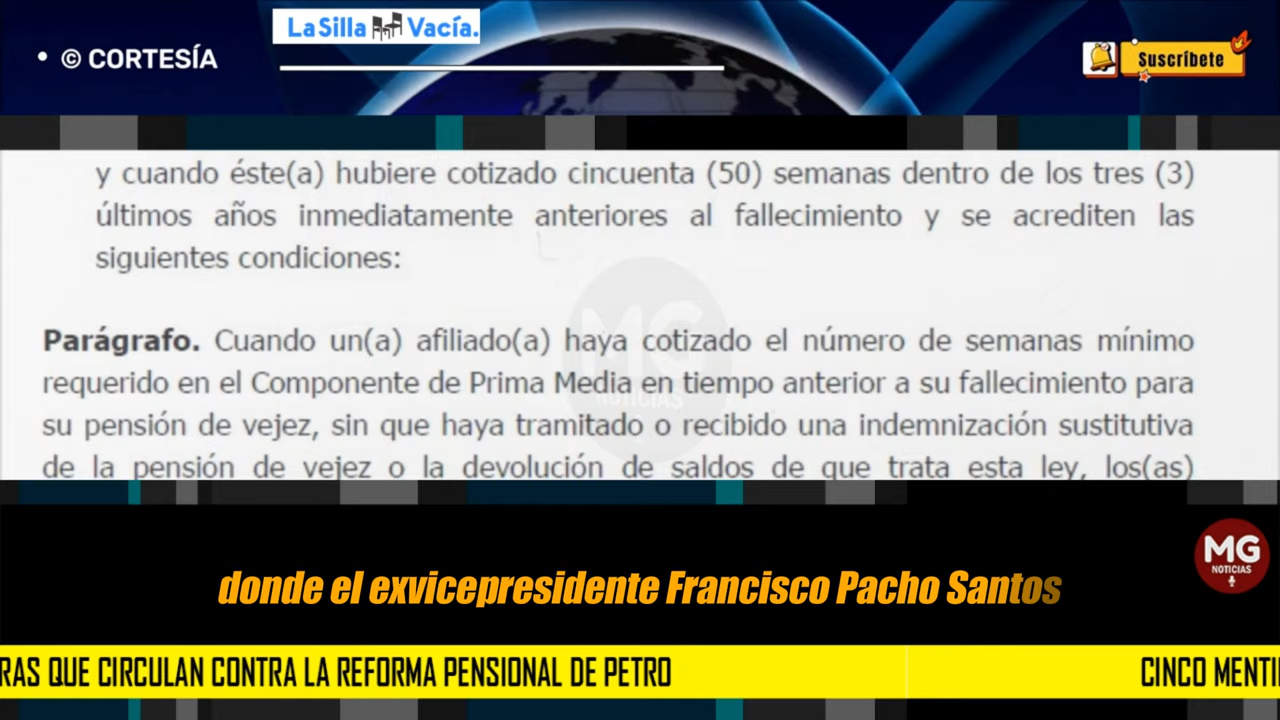 La Silla Vacía.
• © CORTESÍA
Suscríbete
y cuando éste(a) hubiere cotizado cincuenta (50) semanas dentro de los tres (3)
últimos años inmediatamente anteriores al fallecimiento y se acrediten las
siguientes condiciones:
Parágrafo. Cuando un(a) afiliado(a) haya cotizado el número de semanas mínimo
requerido en el Componente de Prima Media en tiempo anterior a su fallecimiento para
su pensión de vejez, sin que haya tramitado o recibido una indemnización sustitutiva
de la pensión de vejez o la devolución de saldos de que trata esta ley, los(as)
MG
NOTICIAS
donde el exvicepresidente Francisco Pacho Santos
MG
NOTICIAS
RAS QUE CIRCULAN CONTRA LA REFORMA PENSIONAL DE PETRO
CINCO MENTI